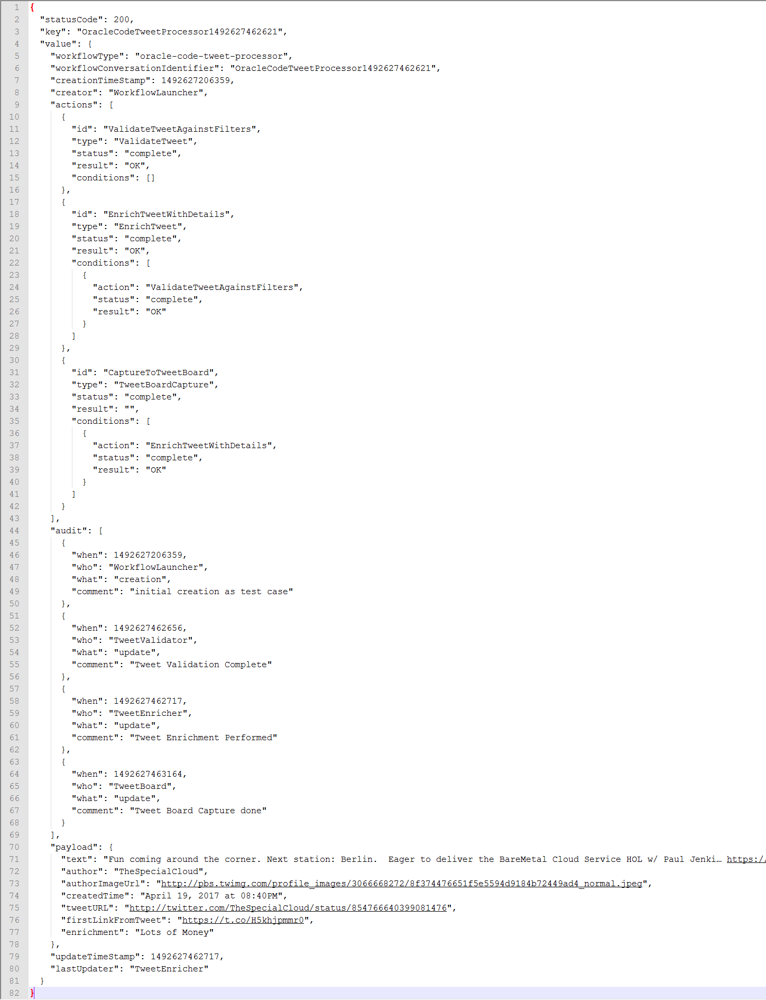 1 {
2 "statusCode": 200,
3 "key": "OracleCodeTweetProcessor1492627462621",
4 "value": {
5 "workflowType": "oracle-code-tweet-processor",
6 "workflowConversationIdentifier": "OracleCodeTweetProcessor1492627462621",
7 "creationTimeStamp": 1492627206359,
8 "creator": "WorkflowLauncher",
9 "actions": [
10 {
11 "id": "ValidateTweetAgainstFilters",
12 "type": "ValidateTweet",
13 "status": "complete",
14 "result": "OK",
15 "conditions": []
16 },
17 {
18 "id": "EnrichTweetWithDetails",
19 "type": "EnrichTweet",
20 "status": "complete",
21 "result": "OK",
22 "conditions": [
23 {
24 "action": "ValidateTweetAgainstFilters",
25 "status": "complete",
26 "result": "OK"
27 }
28 ]
29 },
30 {
31 "id": "CaptureToTweetBoard",
32 "type": "TweetBoardCapture",
33 "status": "complete",
34 "result": "",
35 "conditions": [
36 {
37 "action": "EnrichTweetWithDetails",
38 "status": "complete",
39 "result": "OK"
40 }
41 ]
42 }
43 ],
44 "audit": [
45 {
46 "when": 1492627206359,
47 "who": "WorkflowLauncher",
48 "what": "creation",
49 "comment": "initial creation as test case"
50 },
51 {
52 "when": 1492627462656,
53 "who": "TweetValidator",
54 "what": "update",
55 "comment": "Tweet Validation Complete"
56 },
57 {
58 "when": 1492627462717,
59 "who": "TweetEnricher",
60 "what": "update",
61 "comment": "Tweet Enrichment Performed"
62 },
63 {
64 "when": 1492627463164,
65 "who": "TweetBoard",
66 "what": "update",
67 "comment": "Tweet Board Capture done"
68 }
69 ],
70 "payload": {
71 "text": "Fun coming around the corner. Next station: Berlin.  Eager to deliver the BareMetal Cloud Service HOL w/ Paul Jenki… https:/
72 "author": "TheSpecialCloud",
73 "authorImageUrl": "http://pbs.twimg.com/profile_images/3066668272/8f374476651f5e5594d9184b72449ad4_normal.jpeg",
74 "createdTime": "April 19, 2017 at 08:40PM",
75 "tweetURL": "http://twitter.com/TheSpecialCloud/status/854766640399081476",
76 "firstLinkFromTweet": "https://t.co/H5khjpmmr0",
77 "enrichment": "Lots of Money"
78 },
79 "updateTimeStamp": 1492627462717,
80 "lastUpdater": "TweetEnricher"
81 }
82 }